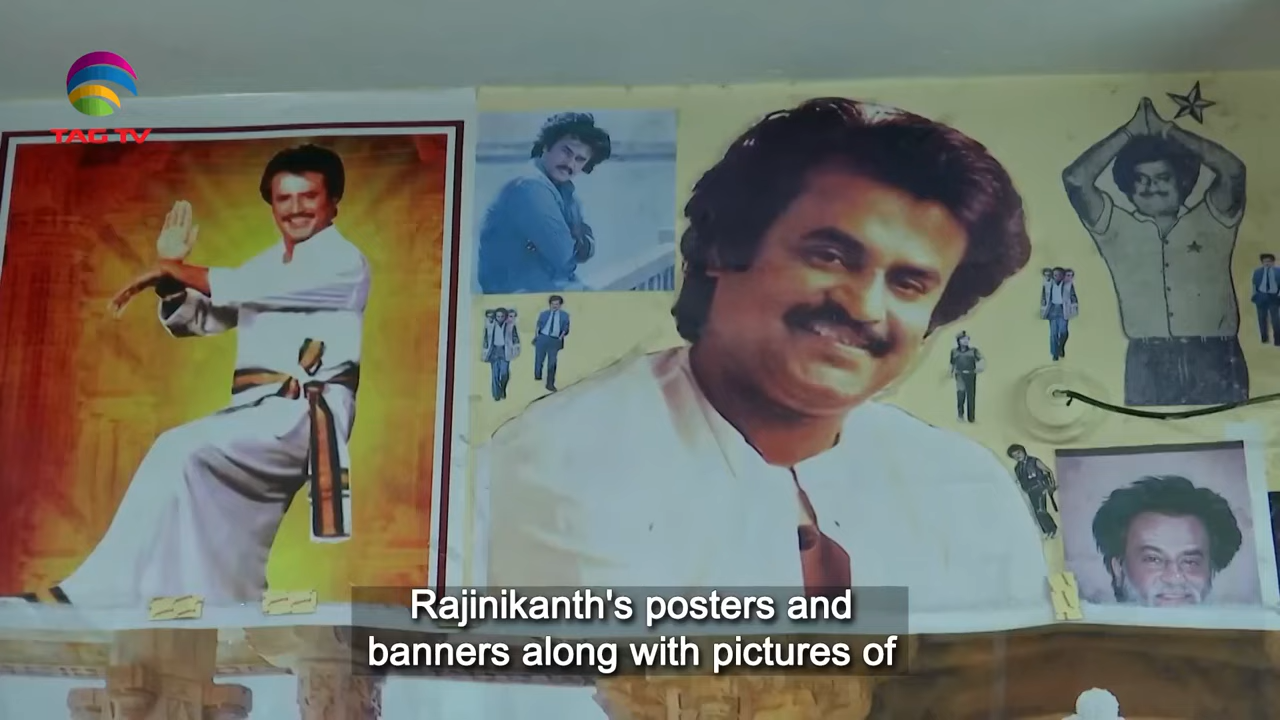 TAG TV
Rajinikanth's posters and
banners along with pictures of